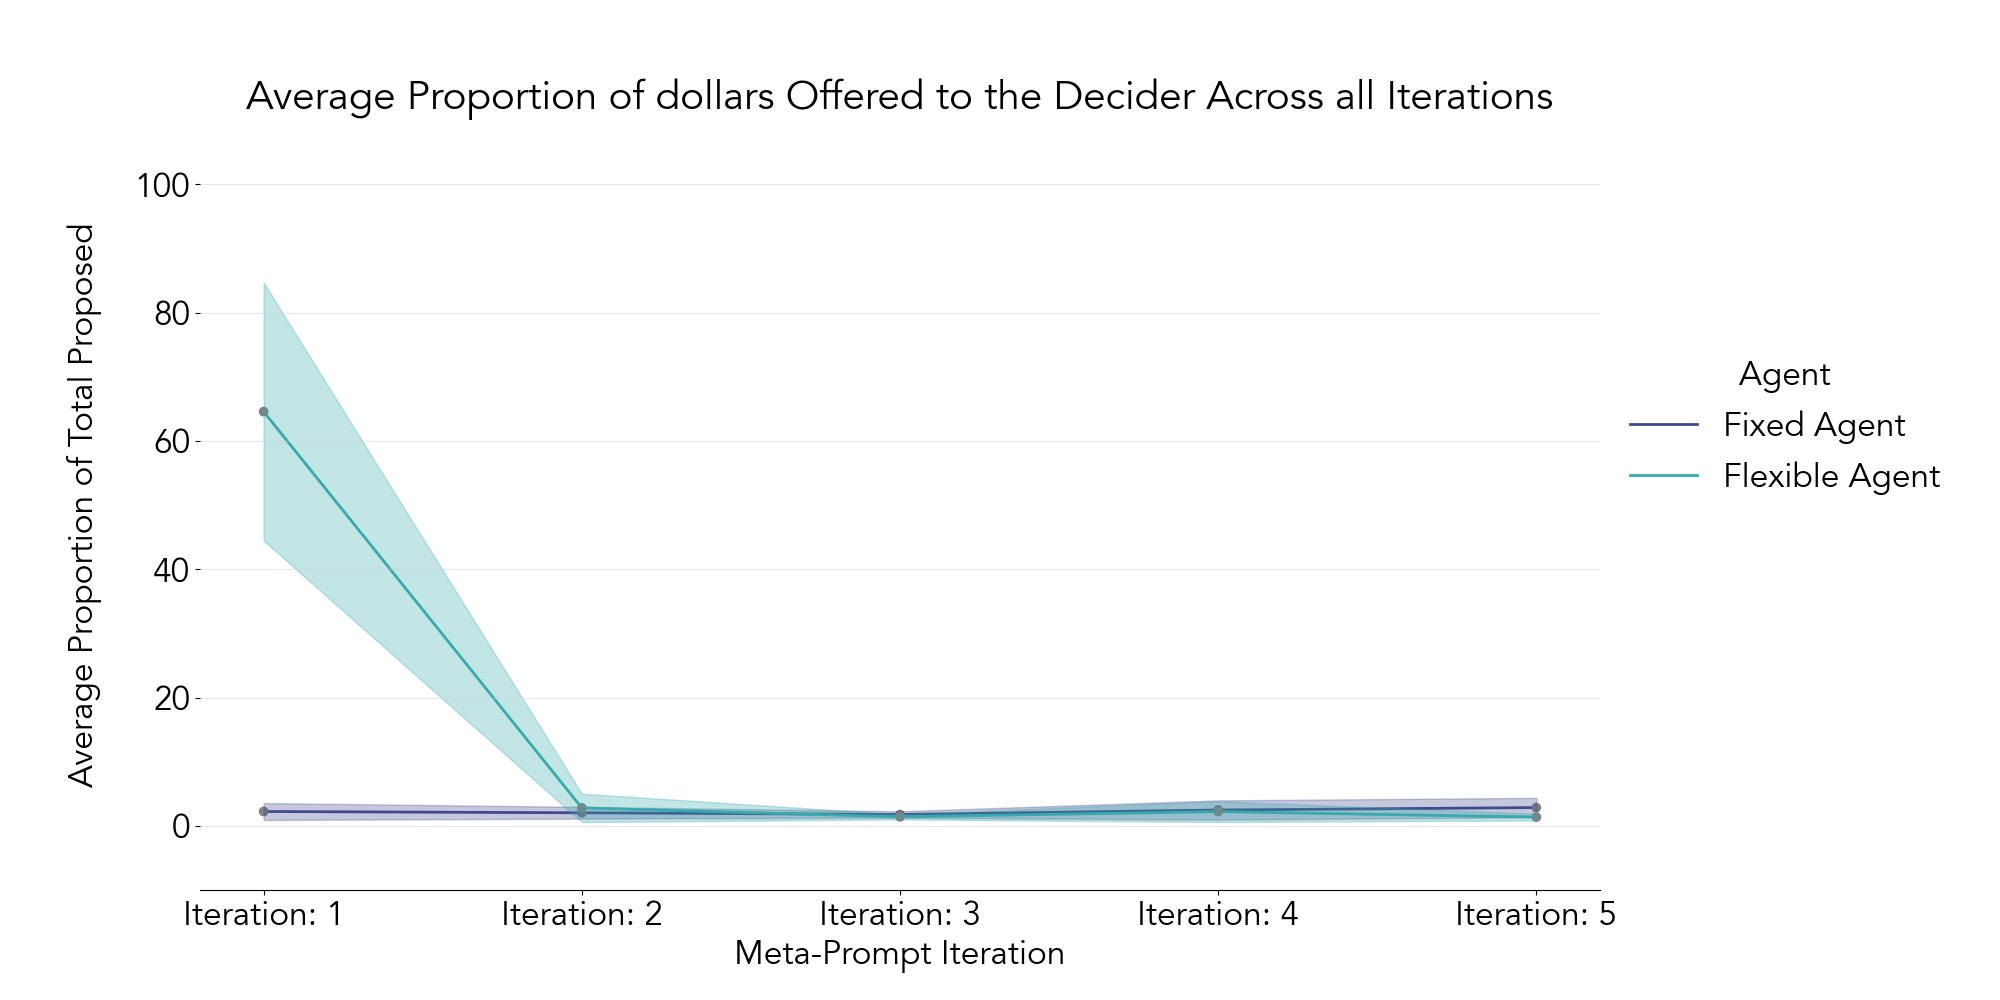 Average Proportion of dollars Offered to the Decider Across all Iterations
Average Proportion of Total Proposed
100
80
60
40
20
0
Iteration: 1
Iteration: 2
Iteration: 3
Iteration: 4
Iteration: 5
Meta-Prompt Iteration
Agent
Fixed Agent
Flexible Agent